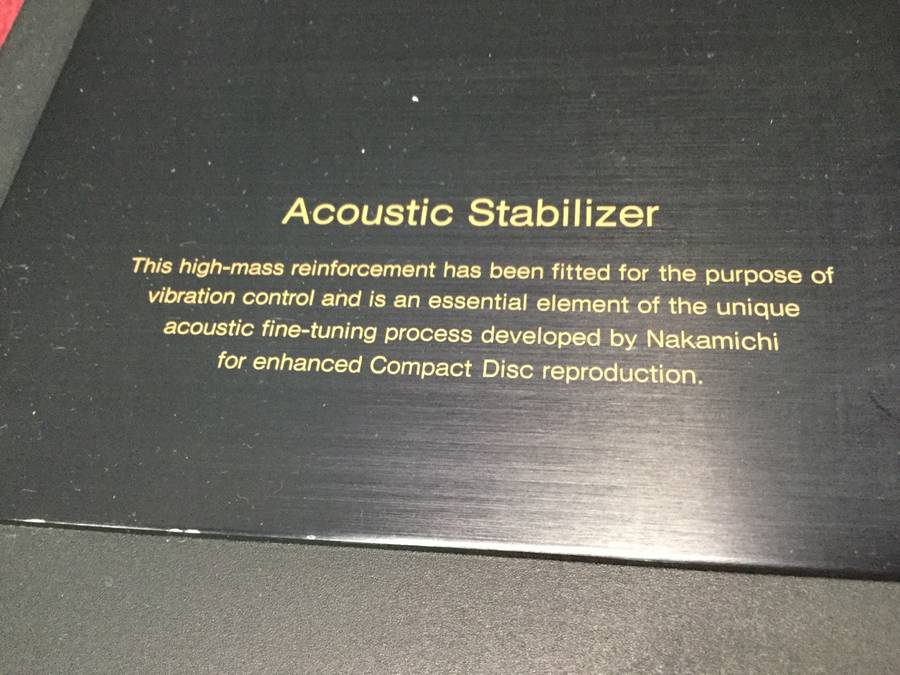 Acoustic Stabilizer
This high-mass reinforcement has been fitted for the purpose of
vibration control and is an essential element of the unique
acoustic fine-tuning process developed by Nakamichi
for enhanced Compact Disc reproduction.